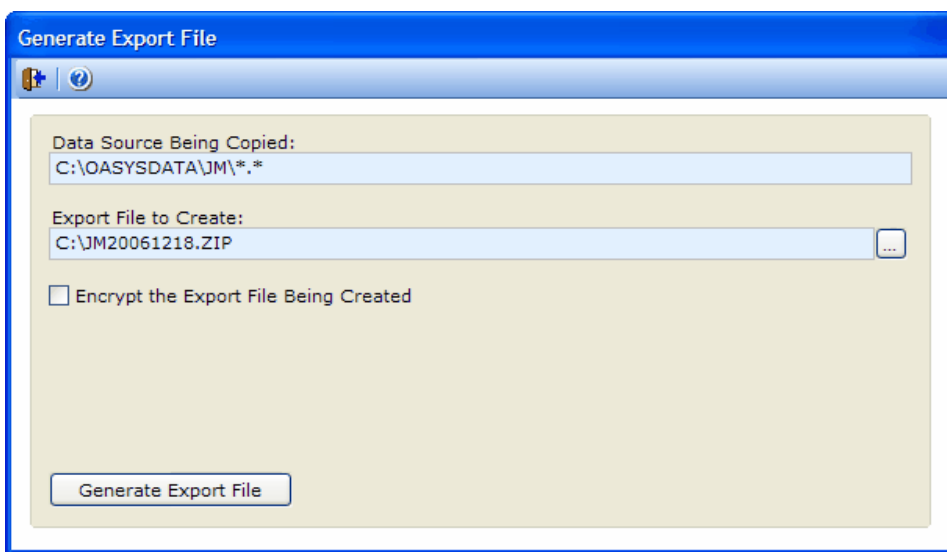 Generate Export File
Data Source Being Copied:
C:\OASYSDATA\JM\*.*
Export File to Create:
C:\JM20061218.ZIP
...
Encrypt the Export File Being Created
Generate Export File